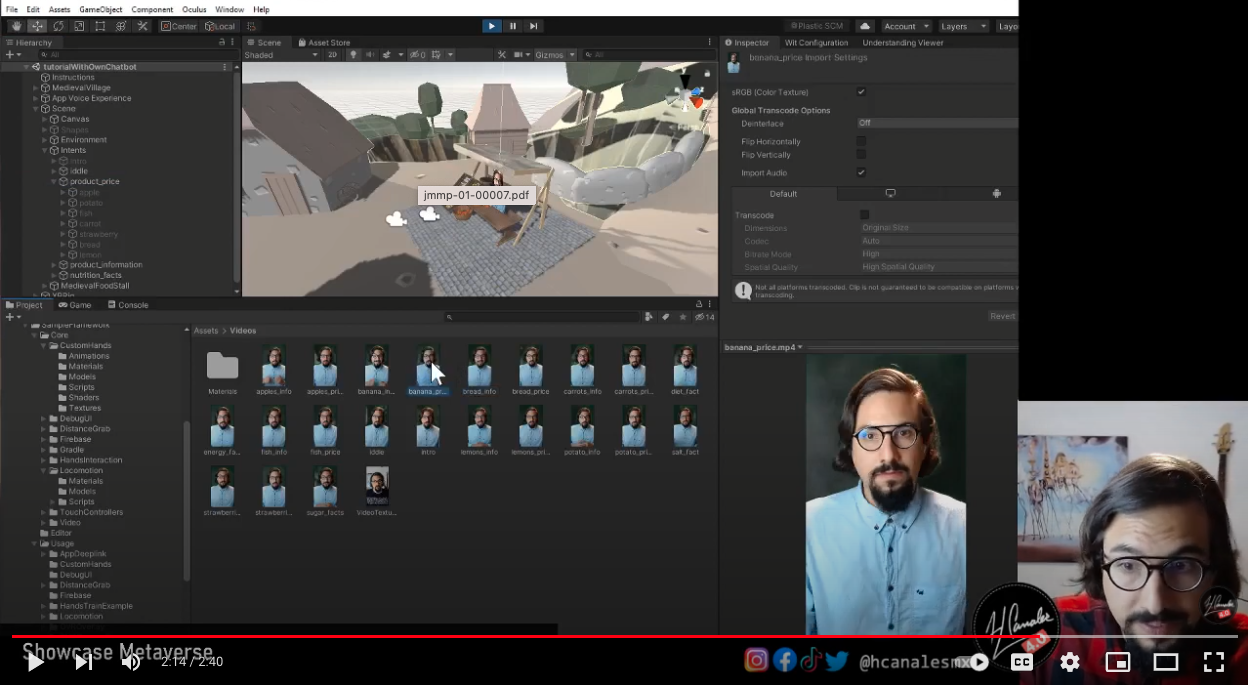 File Edit Assets GameObject Component Oculus Window Help
Center Local Plastic SCM Account Layers Layo
Hierarchy
All
tutorialWithOwnChatbot
Instructions
MedievalVillage
App Voice Experience
Scene
Canvas
Shapes
Environment
Intents
intro
iddle
product_price
apple
potato
fish
carrot
strawberry
bread
lemon
product_information
nutrition_facts
MedievalFoodStall
Scene Asset Store
Shaded 2D 0 Gizmos All
jmmp-01-00007.pdf
Inspector Wit Configuration Understanding Viewer
banana_price Import Settings
sRGB (Color Texture)
Global Transcode Options
Deinterlace Off
Flip Horizontally
Flip Vertically
Import Audio
Default
Transcode
Dimensions Original Size
Codec Auto
Bitrate Mode High
Spatial Quality High Spatial Quality
Not all platforms transcoded. Clip is not guaranteed to be compatible on platforms w
transcoding.
Revert
banana_price.mp4
Project Game Console
14
SampleFramework
Core
CustomHands
Animations
Materials
Models
Scripts
Shaders
Textures
DebugUI
DistanceGrab
Firebase
Gradle
HandsInteraction
Locomotion
Materials
Models
Scripts
TouchControllers
Video
Editor
Usage
AppDeeplink
CustomHands
DebugUI
DistanceGrab
Firebase
HandsTrainExample
Locomotion
Assets > Videos
Materials apples_info apples_pri... banana_in... banana_pr... bread_info bread_price carrots_info carrots_pri... diet_fact
energy_fa... fish_info fish_price iddle intro lemons_info lemons_pri... potato_info potato_pri... salt_fact
strawberri... strawberri... sugar_facts VideoTextu...
HCanales
4.0
Showcase Metaverse
2:14 / 2:40
@hcanalesmx
CC